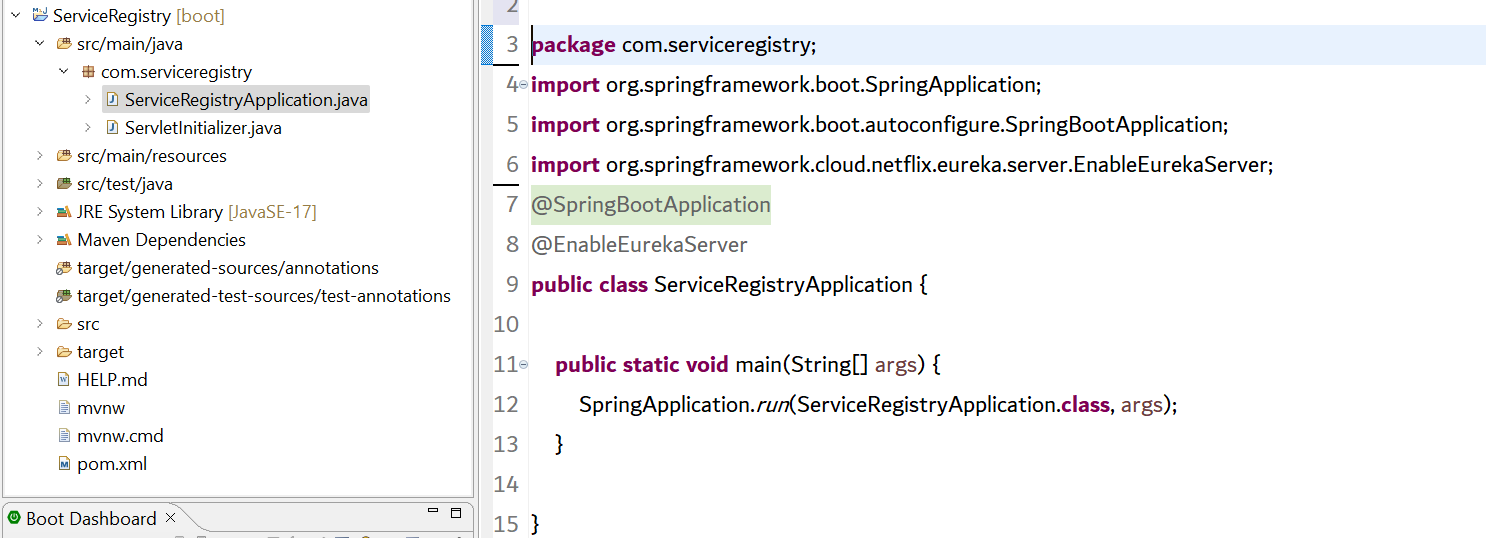 ServiceRegistry [boot]
src/main/java
com.serviceregistry
ServiceRegistryApplication.java
ServletInitializer.java
src/main/resources
src/test/java
JRE System Library [JavaSE-17]
Maven Dependencies
target/generated-sources/annotations
target/generated-test-sources/test-annotations
src
target
HELP.md
mvnw
mvnw.cmd
pom.xml
Boot Dashboard
2
3 package com.serviceregistry;
4 import org.springframework.boot.SpringApplication;
5 import org.springframework.boot.autoconfigure.SpringBootApplication;
6 import org.springframework.cloud.netflix.eureka.server.EnableEurekaServer;
7 @SpringBootApplication
8 @EnableEurekaServer
9 public class ServiceRegistryApplication {
10
11 public static void main(String[] args) {
12 SpringApplication.run(ServiceRegistryApplication.class, args);
13 }
14
15 }